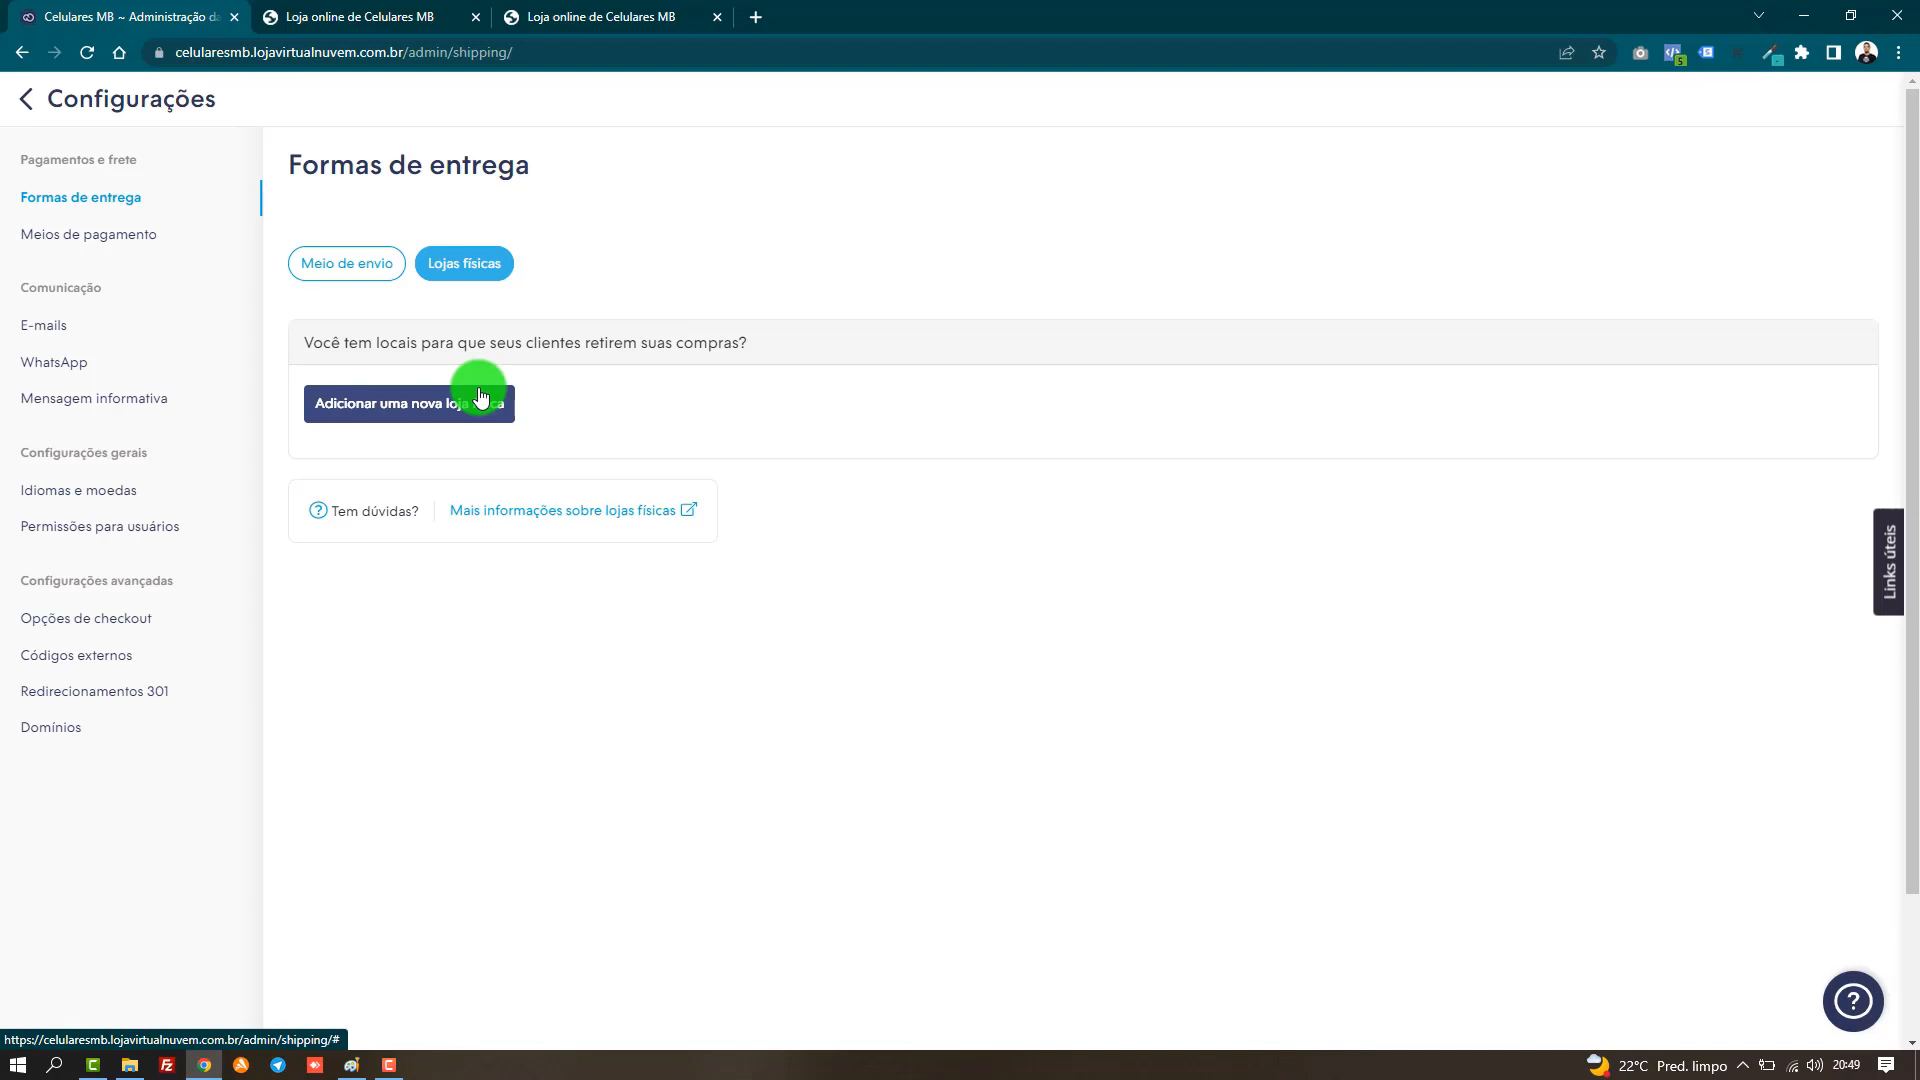 Celulares MB ~ Administração da
Loja online de Celulares MB
Loja online de Celulares MB
celularesmb.lojavirtualnuvem.com.br/admin/shipping/
5
Configurações
Pagamentos e frete
Formas de entrega
Meios de pagamento
Comunicação
E-mails
WhatsApp
Mensagem informativa
Configurações gerais
Idiomas e moedas
Permissões para usuários
Configurações avançadas
Opções de checkout
Códigos externos
Redirecionamentos 301
Domínios
Formas de entrega
Meio de envio
Lojas físicas
Você tem locais para que seus clientes retirem suas compras?
Adicionar uma nova loja
? Tem dúvidas?
Mais informações sobre lojas físicas
Links úteis
?
https://celularesmb.lojavirtualnuvem.com.br/admin/shipping/#
22°C Pred. limpo
20:49